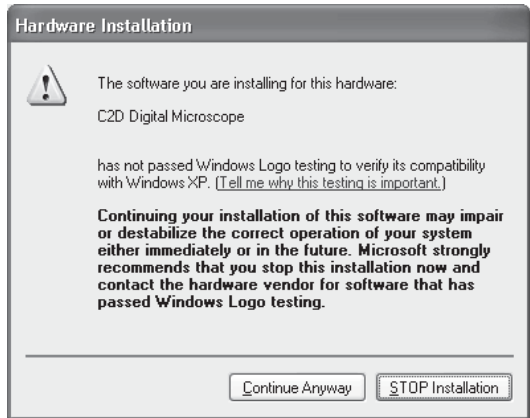 Hardware Installation
The software you are installing for this hardware:
C2D Digital Microscope
has not passed Windows Logo testing to verify its compatibility
with Windows XP. (Tell me why this testing is important.)
Continuing your installation of this software may impair
or destabilize the correct operation of your system
either immediately or in the future. Microsoft strongly
recommends that you stop this installation now and
contact the hardware vendor for software that has
passed Windows Logo testing.
Continue Anyway
STOP Installation